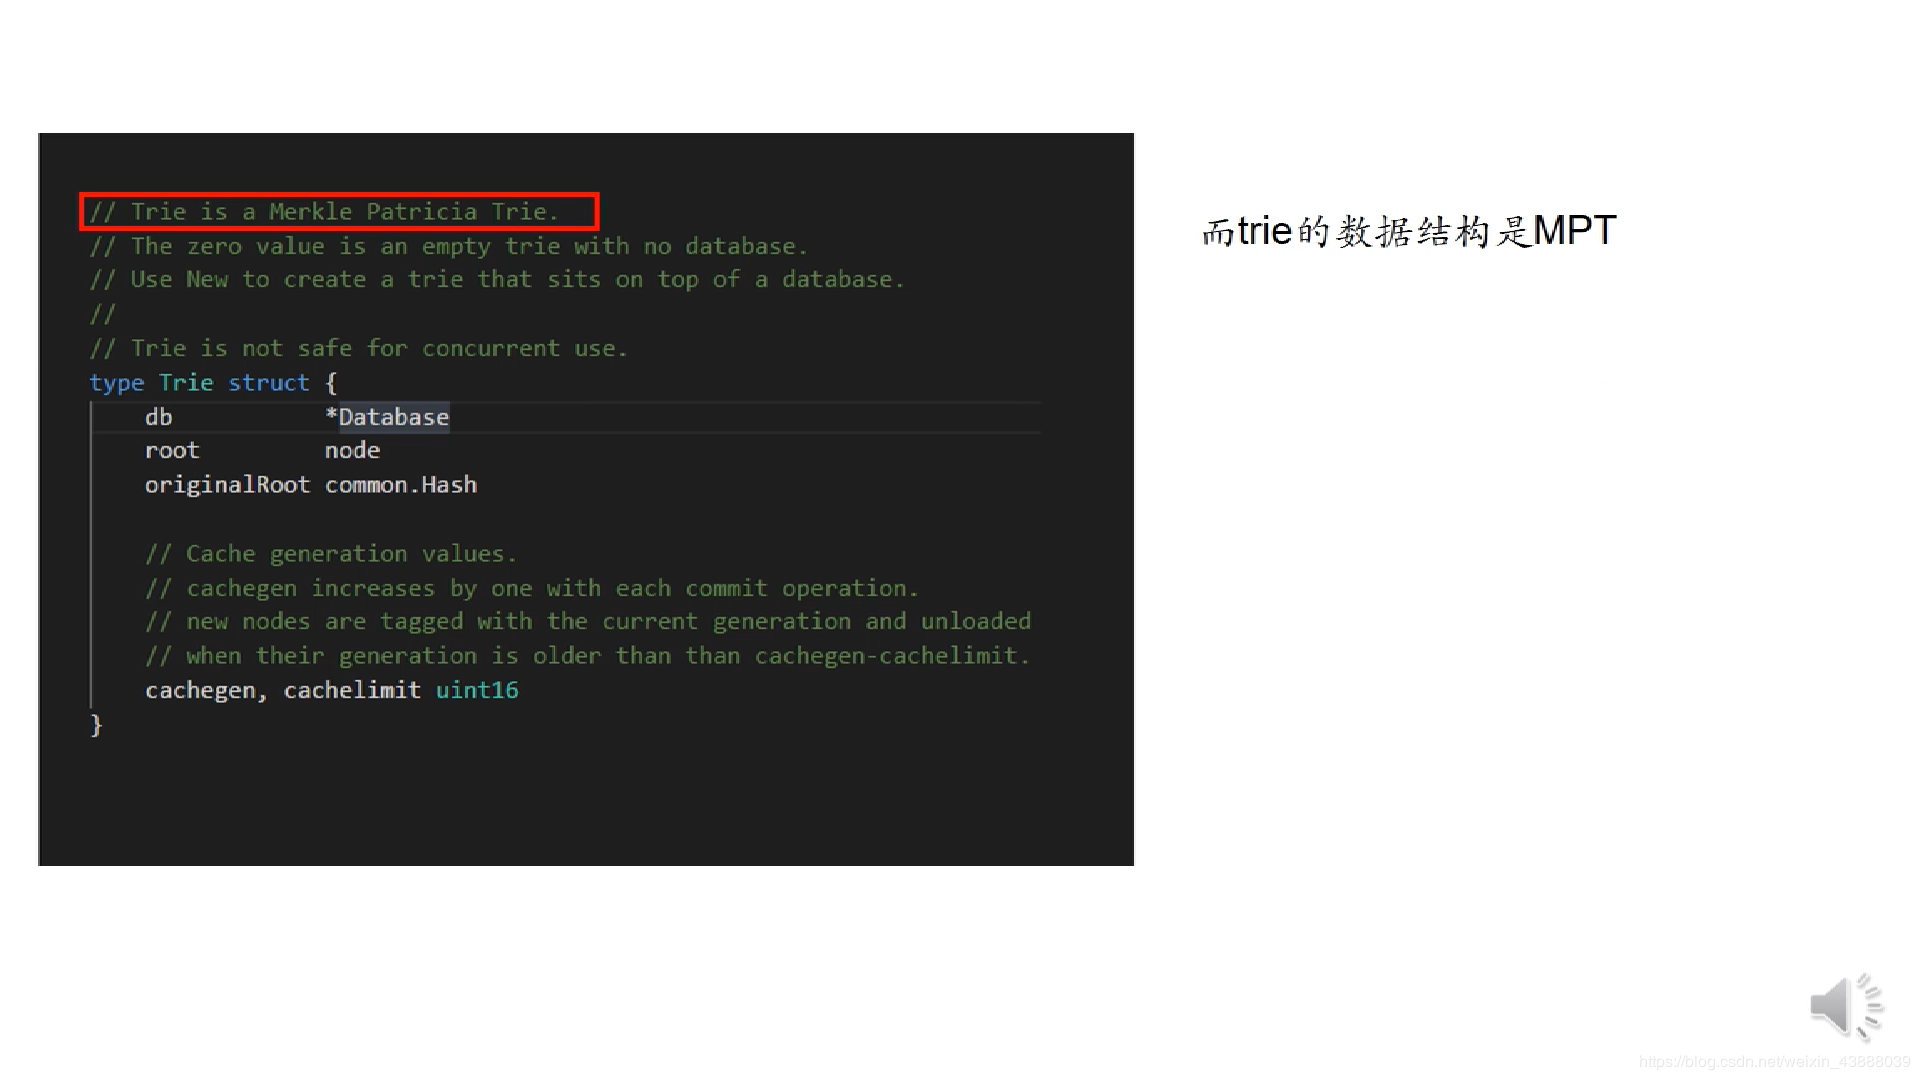 // Trie is a Merkle Patricia Trie.
// The zero value is an empty trie with no database.
// Use New to create a trie that sits on top of a database.
//
// Trie is not safe for concurrent use.
type Trie struct {
    db           *Database
    root         node
    originalRoot common.Hash

    // Cache generation values.
    // cachegen increases by one with each commit operation.
    // new nodes are tagged with the current generation and unloaded
    // when their generation is older than than cachegen-cachelimit.
    cachegen, cachelimit uint16
}
而trie的数据结构是MPT
https://blog.csdn.net/weixin_43888039